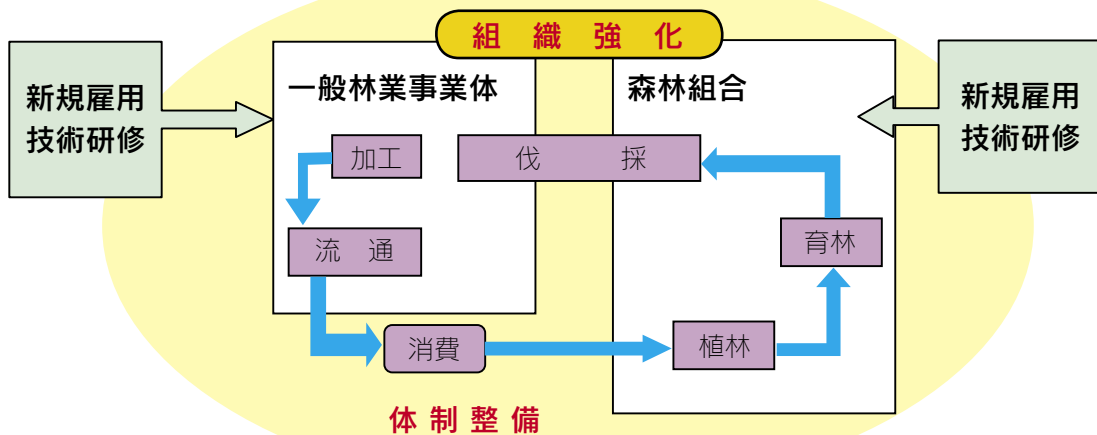 組織強化
新規雇用
技術研修
一般林業事業体
森林組合
新規雇用
技術研修
加工
伐採
流通
育林
消費
植林
体制整備